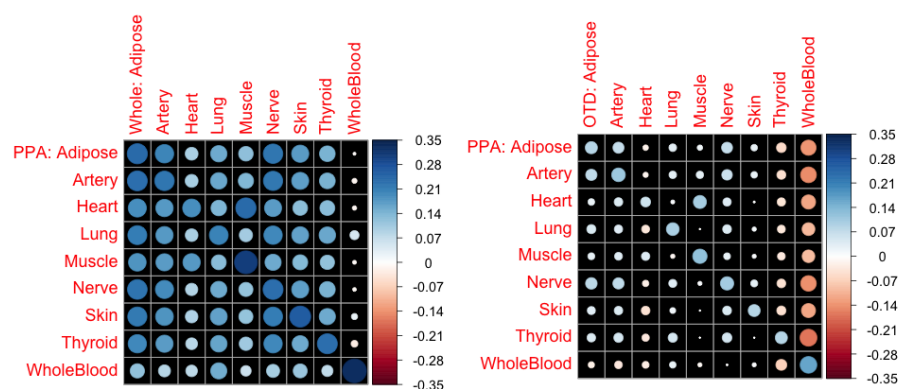 Whole: Adipose
Artery
Heart
Lung
Muscle
Nerve
Skin
Thyroid
WholeBlood
PPA: Adipose
Artery
Heart
Lung
Muscle
Nerve
Skin
Thyroid
WholeBlood
0.35
0.28
0.21
0.14
0.07
0
-0.07
-0.14
-0.21
-0.28
-0.35
OTD: Adipose
Artery
Heart
Lung
Muscle
Nerve
Skin
Thyroid
WholeBlood
PPA: Adipose
Artery
Heart
Lung
Muscle
Nerve
Skin
Thyroid
WholeBlood
0.35
0.28
0.21
0.14
0.07
0
-0.07
-0.14
-0.21
-0.28
-0.35